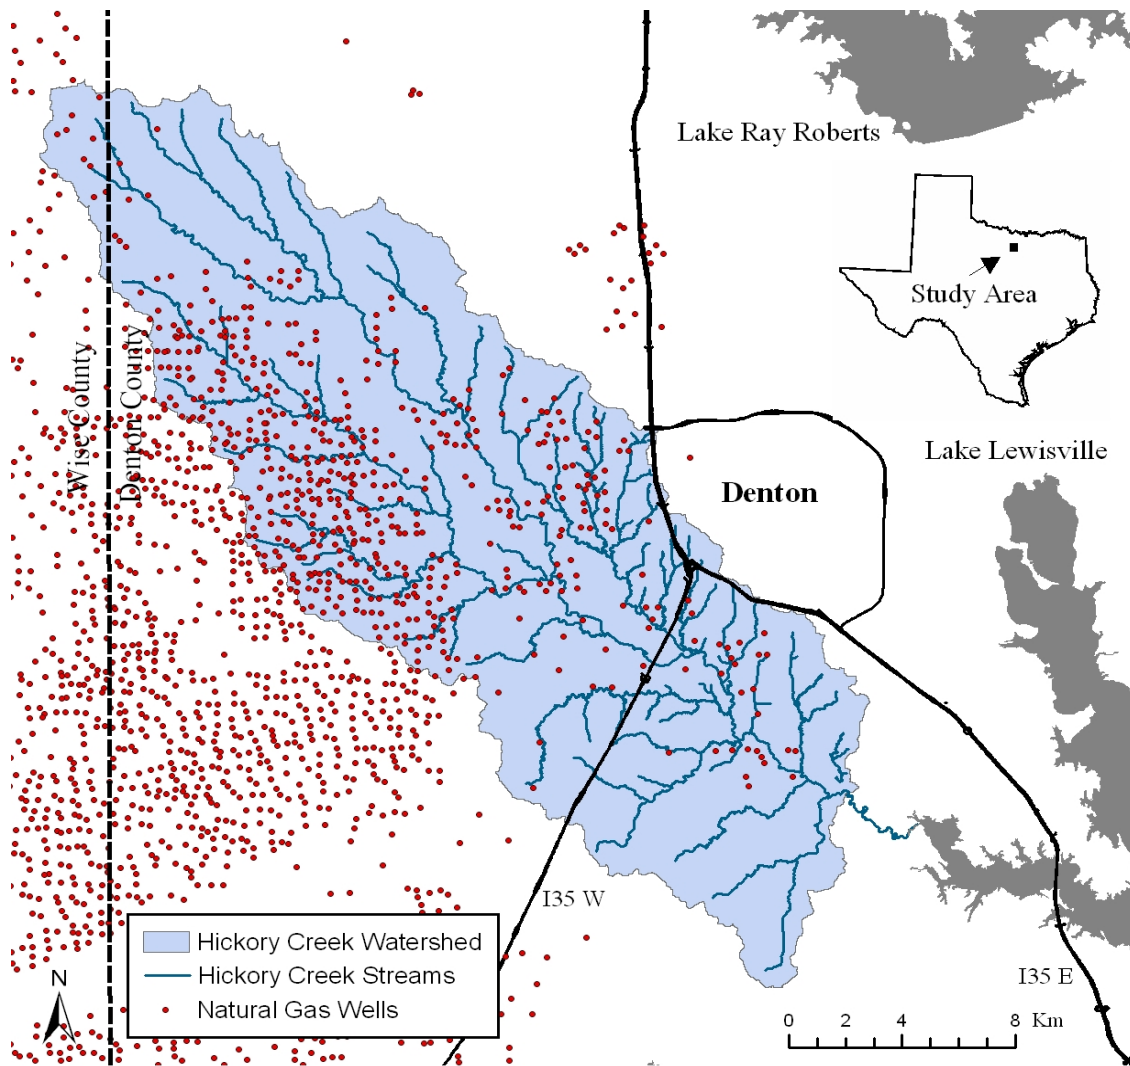 Lake Ray Roberts
Study Area
Wise County
Denton County
Lake Lewisville
Denton
I35 W
Hickory Creek Watershed
Hickory Creek Streams
Natural Gas Wells
N
I35 E
0 2 4 8 Km